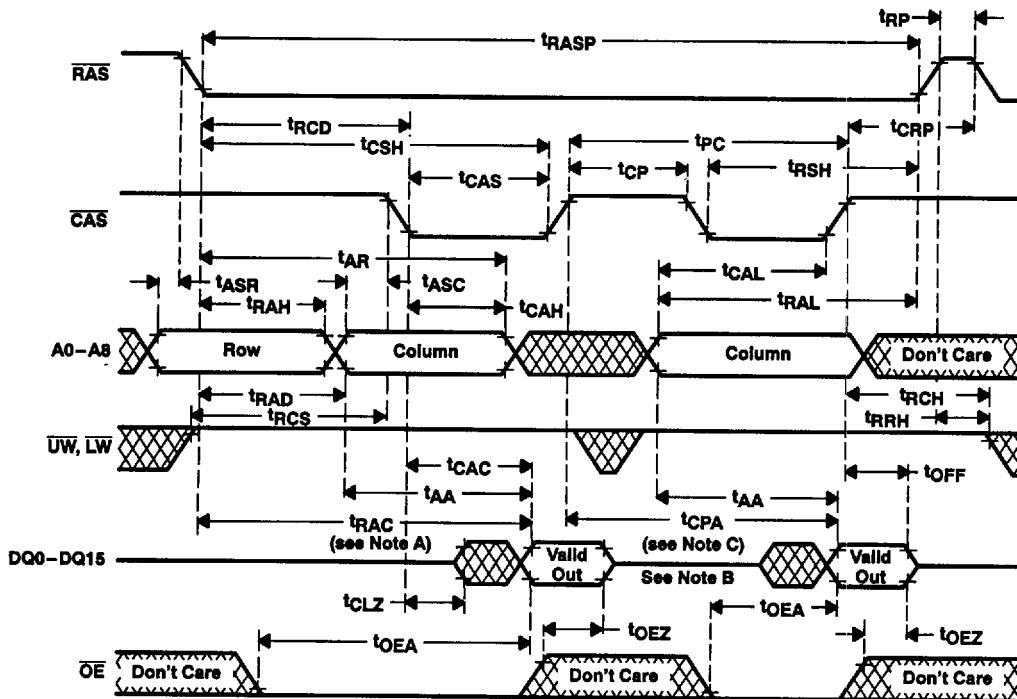 tRP
tRASP
RAS
tRCD
tCRP
tCSH
tPC
tCAS
tCP
tRSH
CAS
tAR
tASR
tASC
tCAL
tRAH
tCAH
tRAL
A0–A8
Row
Column
Column
Don't Care
tRAD
tRCH
tRCS
tRRH
UW, LW
tCAC
tOFF
tAA
tAA
tRAC
tCPA
(see Note A)
(see Note C)
DQ0–DQ15
Valid
Out
See Note B
Valid
Out
tCLZ
tOEA
tOEA
tOEZ
tOEZ
OE
Don't Care
Don't Care
Don't Care